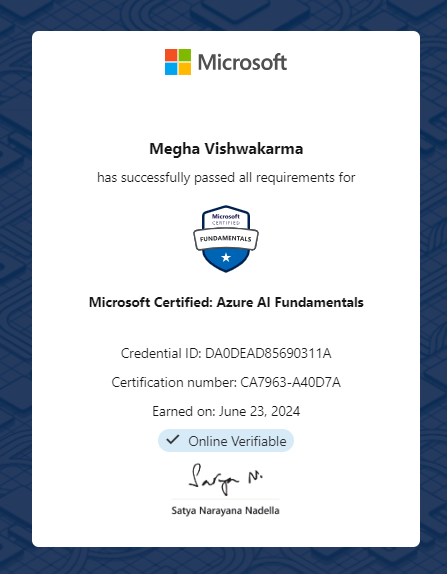 Microsoft
Megha Vishwakarma
has successfully passed all requirements for
Microsoft
CERTIFIED
FUNDAMENTALS
Microsoft Certified: Azure AI Fundamentals
Credential ID: DA0DEAD85690311A
Certification number: CA7963-A40D7A
Earned on: June 23, 2024
Online Verifiable
Satya N.
Satya Narayana Nadella